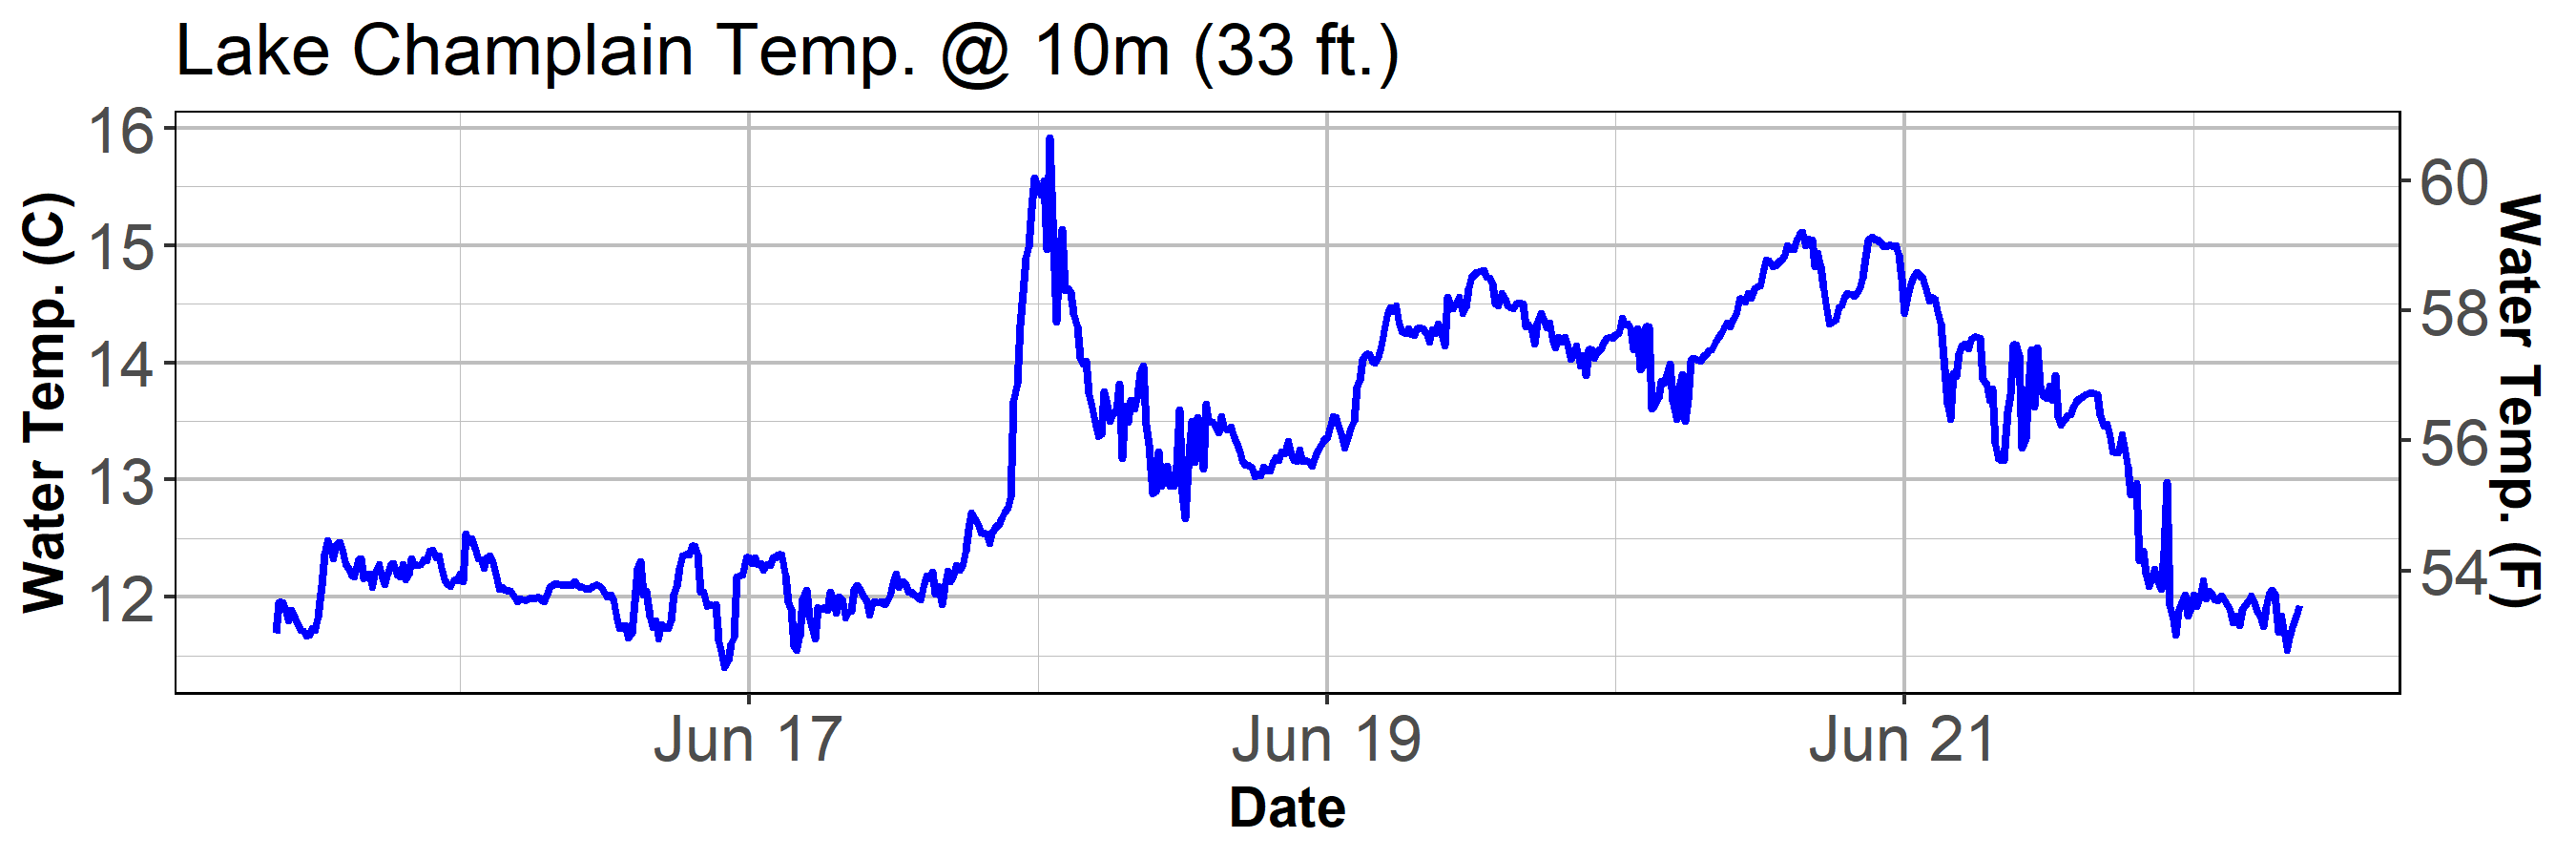 Lake Champlain Temp. @ 10m (33 ft.)
Water Temp. (C)
16
15
14
13
12
60
58
56
54
Water Temp. (F)
Jun 17
Jun 19
Jun 21
Date